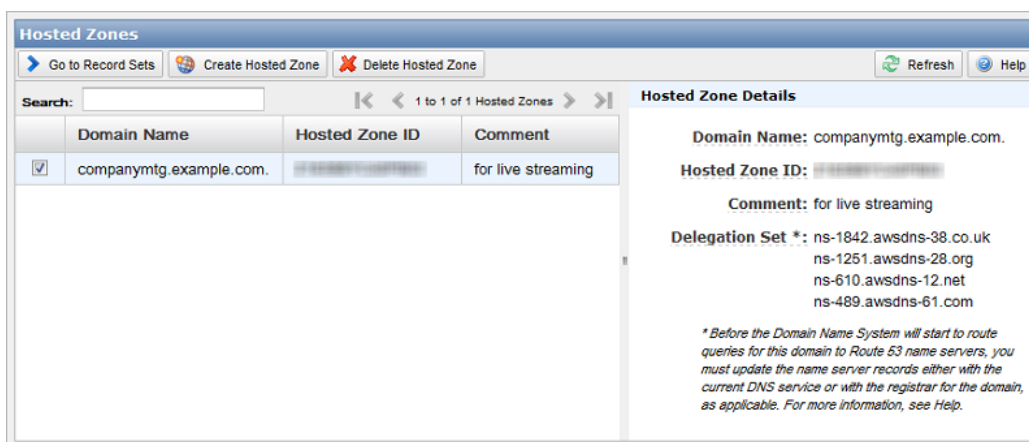 Hosted Zones
Go to Record Sets Create Hosted Zone Delete Hosted Zone Refresh Help
Search: 1 to 1 of 1 Hosted Zones
Domain Name Hosted Zone ID Comment
companymtg.example.com. for live streaming
Hosted Zone Details
Domain Name: companymtg.example.com.
Hosted Zone ID:
Comment: for live streaming
Delegation Set *: ns-1842.awsdns-38.co.uk
ns-1251.awsdns-28.org
ns-610.awsdns-12.net
ns-489.awsdns-61.com
* Before the Domain Name System will start to route
queries for this domain to Route 53 name servers, you
must update the name server records either with the
current DNS service or with the registrar for the domain,
as applicable. For more information, see Help.